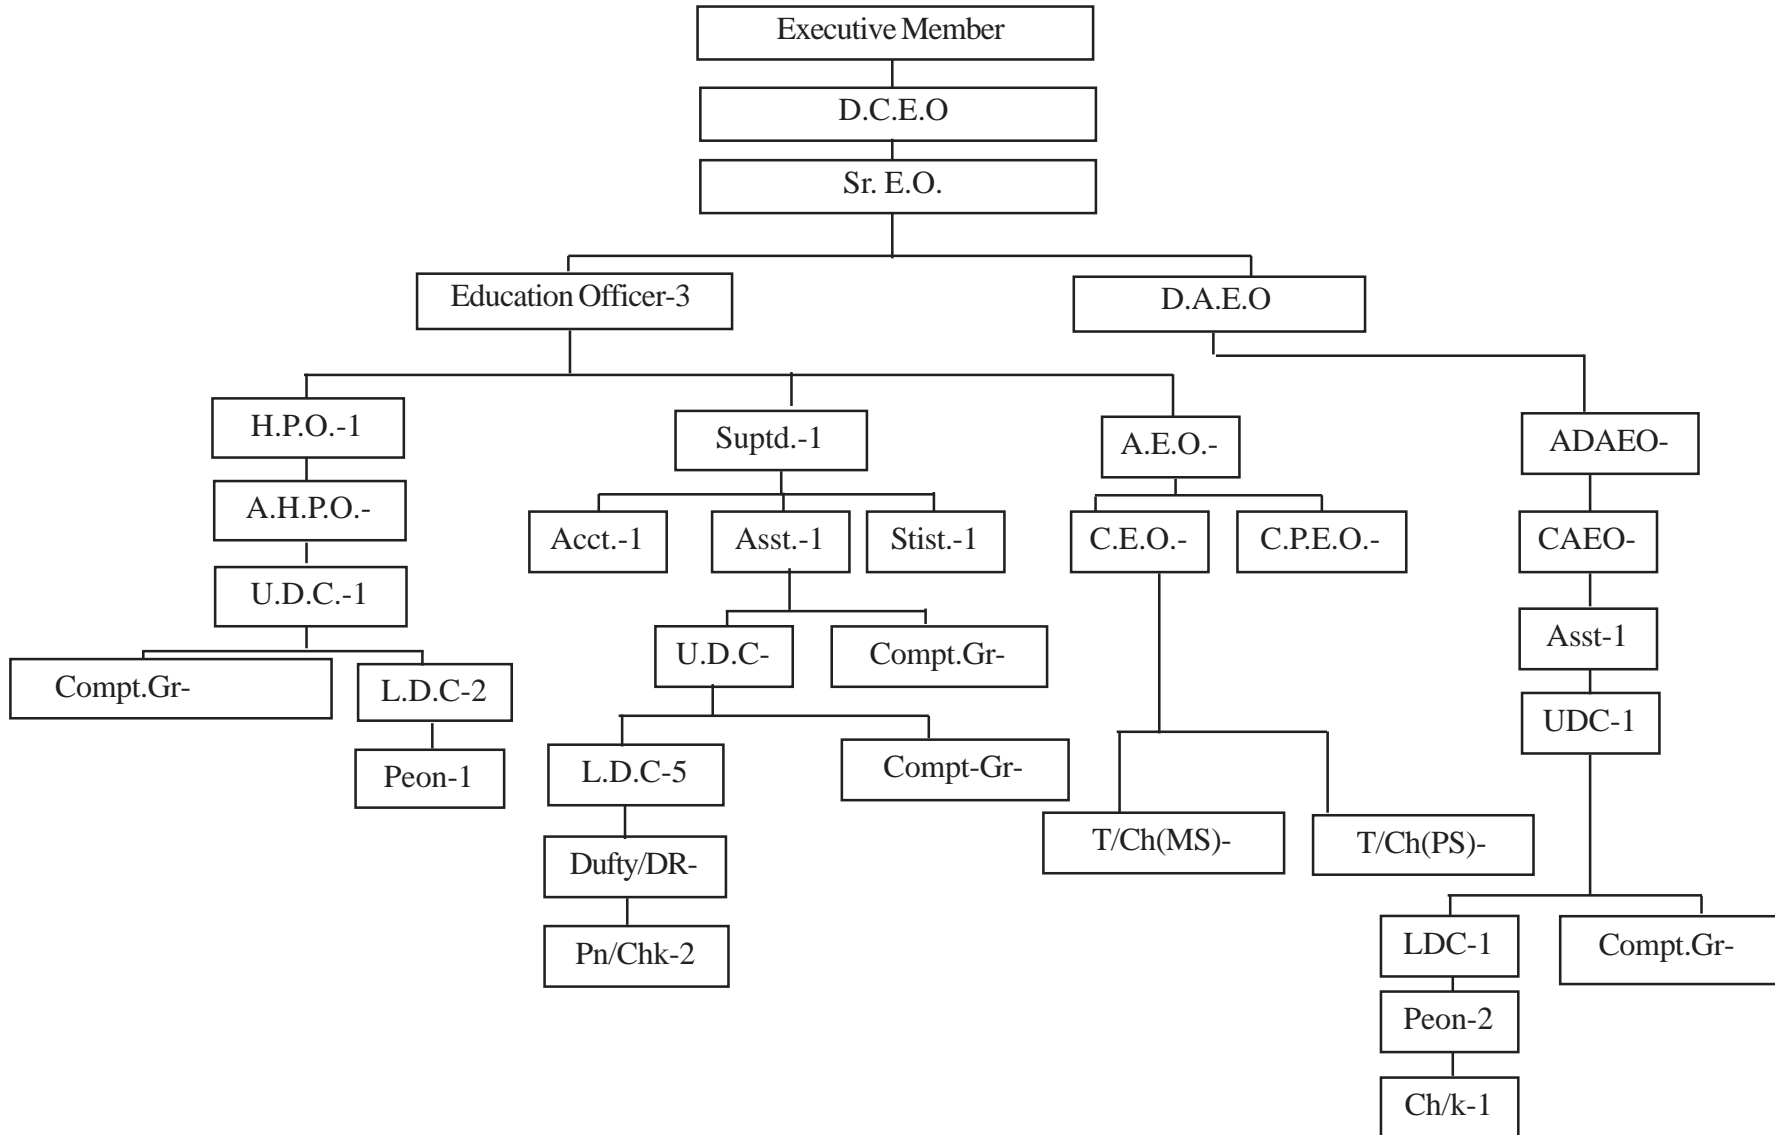 Executive Member
D.C.E.O
Sr. E.O.
Education Officer-3
D.A.E.O
H.P.O.-1
Suptd.-1
A.E.O.-
ADAEO-
A.H.P.O.-
Acct.-1
Asst.-1
Stist.-1
C.E.O.-
C.P.E.O.-
CAEO-
U.D.C.-1
U.D.C-
Compt.Gr-
Asst-1
Compt.Gr-
L.D.C-2
UDC-1
Peon-1
L.D.C-5
Compt-Gr-
T/Ch(MS)-
T/Ch(PS)-
Dufty/DR-
Pn/Chk-2
LDC-1
Compt.Gr-
Peon-2
Ch/k-1